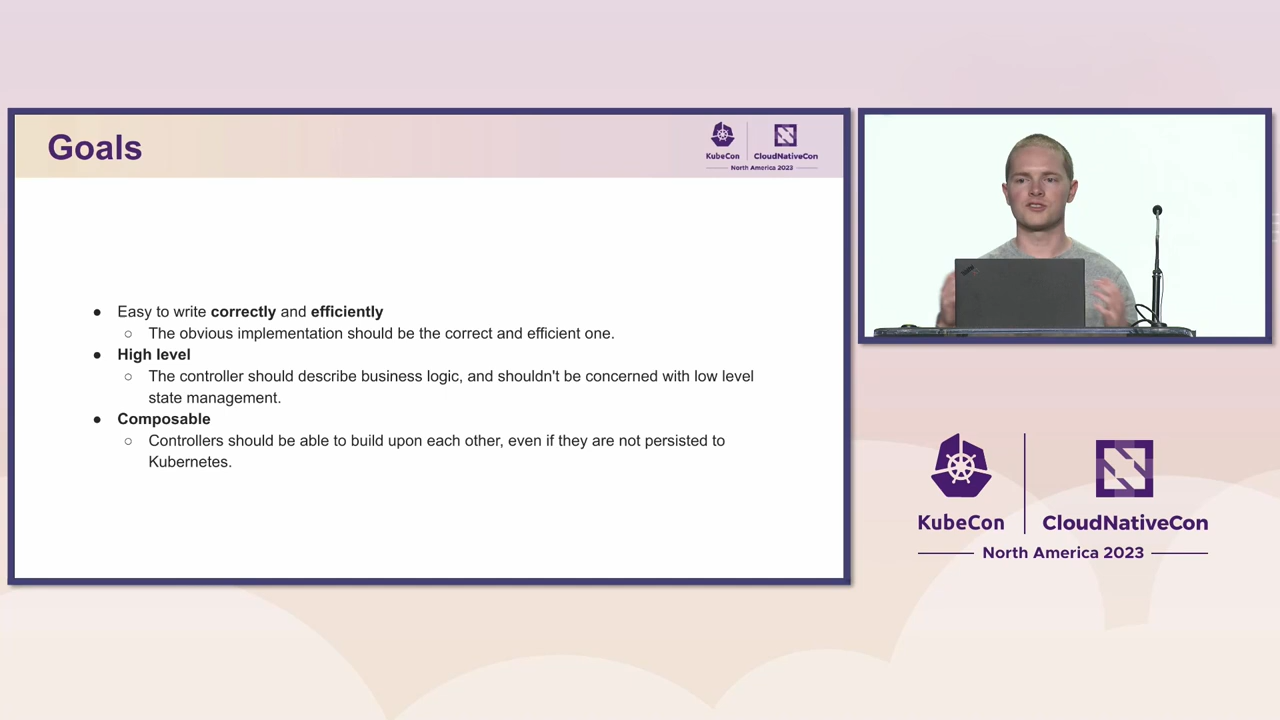 Goals
KubeCon
CloudNativeCon
North America 2023
● Easy to write correctly and efficiently
○ The obvious implementation should be the correct and efficient one.
● High level
○ The controller should describe business logic, and shouldn't be concerned with low level
state management.
● Composable
○ Controllers should be able to build upon each other, even if they are not persisted to
Kubernetes.
KubeCon
CloudNativeCon
North America 2023